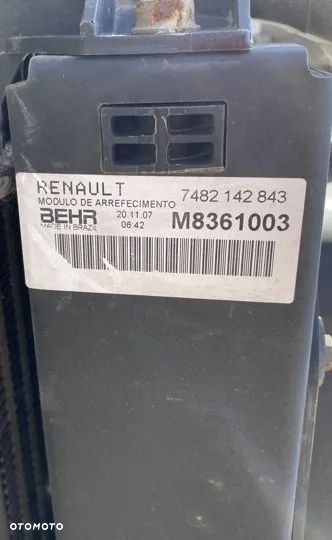 RENAULT 7482 142 843
MODULO DE ARREFECIMENTO
BEHR 20.11.07 M8361003
MADE IN BRAZIL 06:42
OTOMOTO